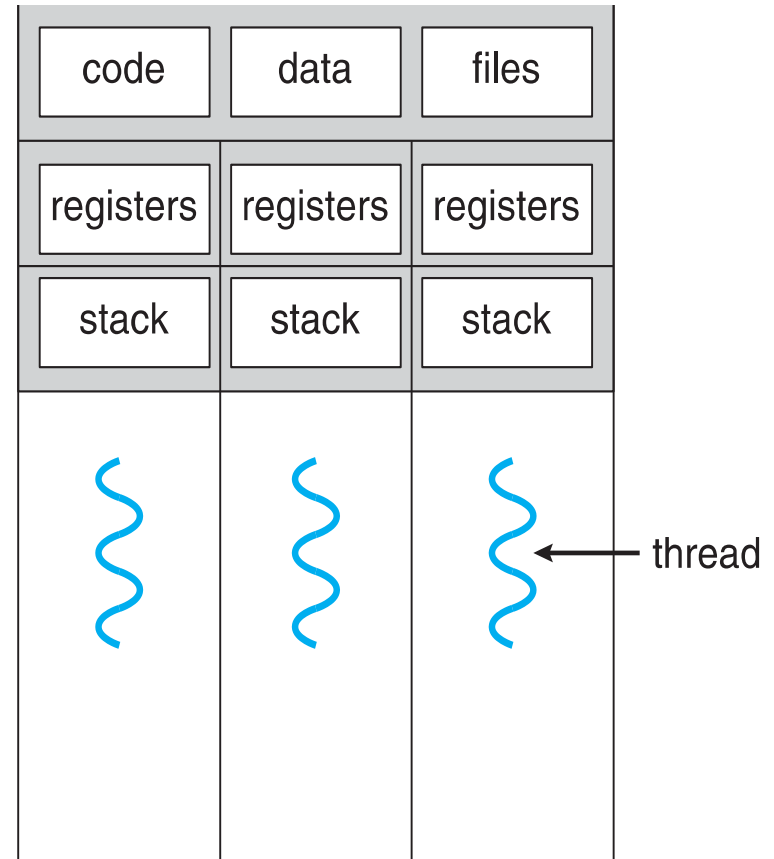 code data files
registers registers registers
stack stack stack
thread